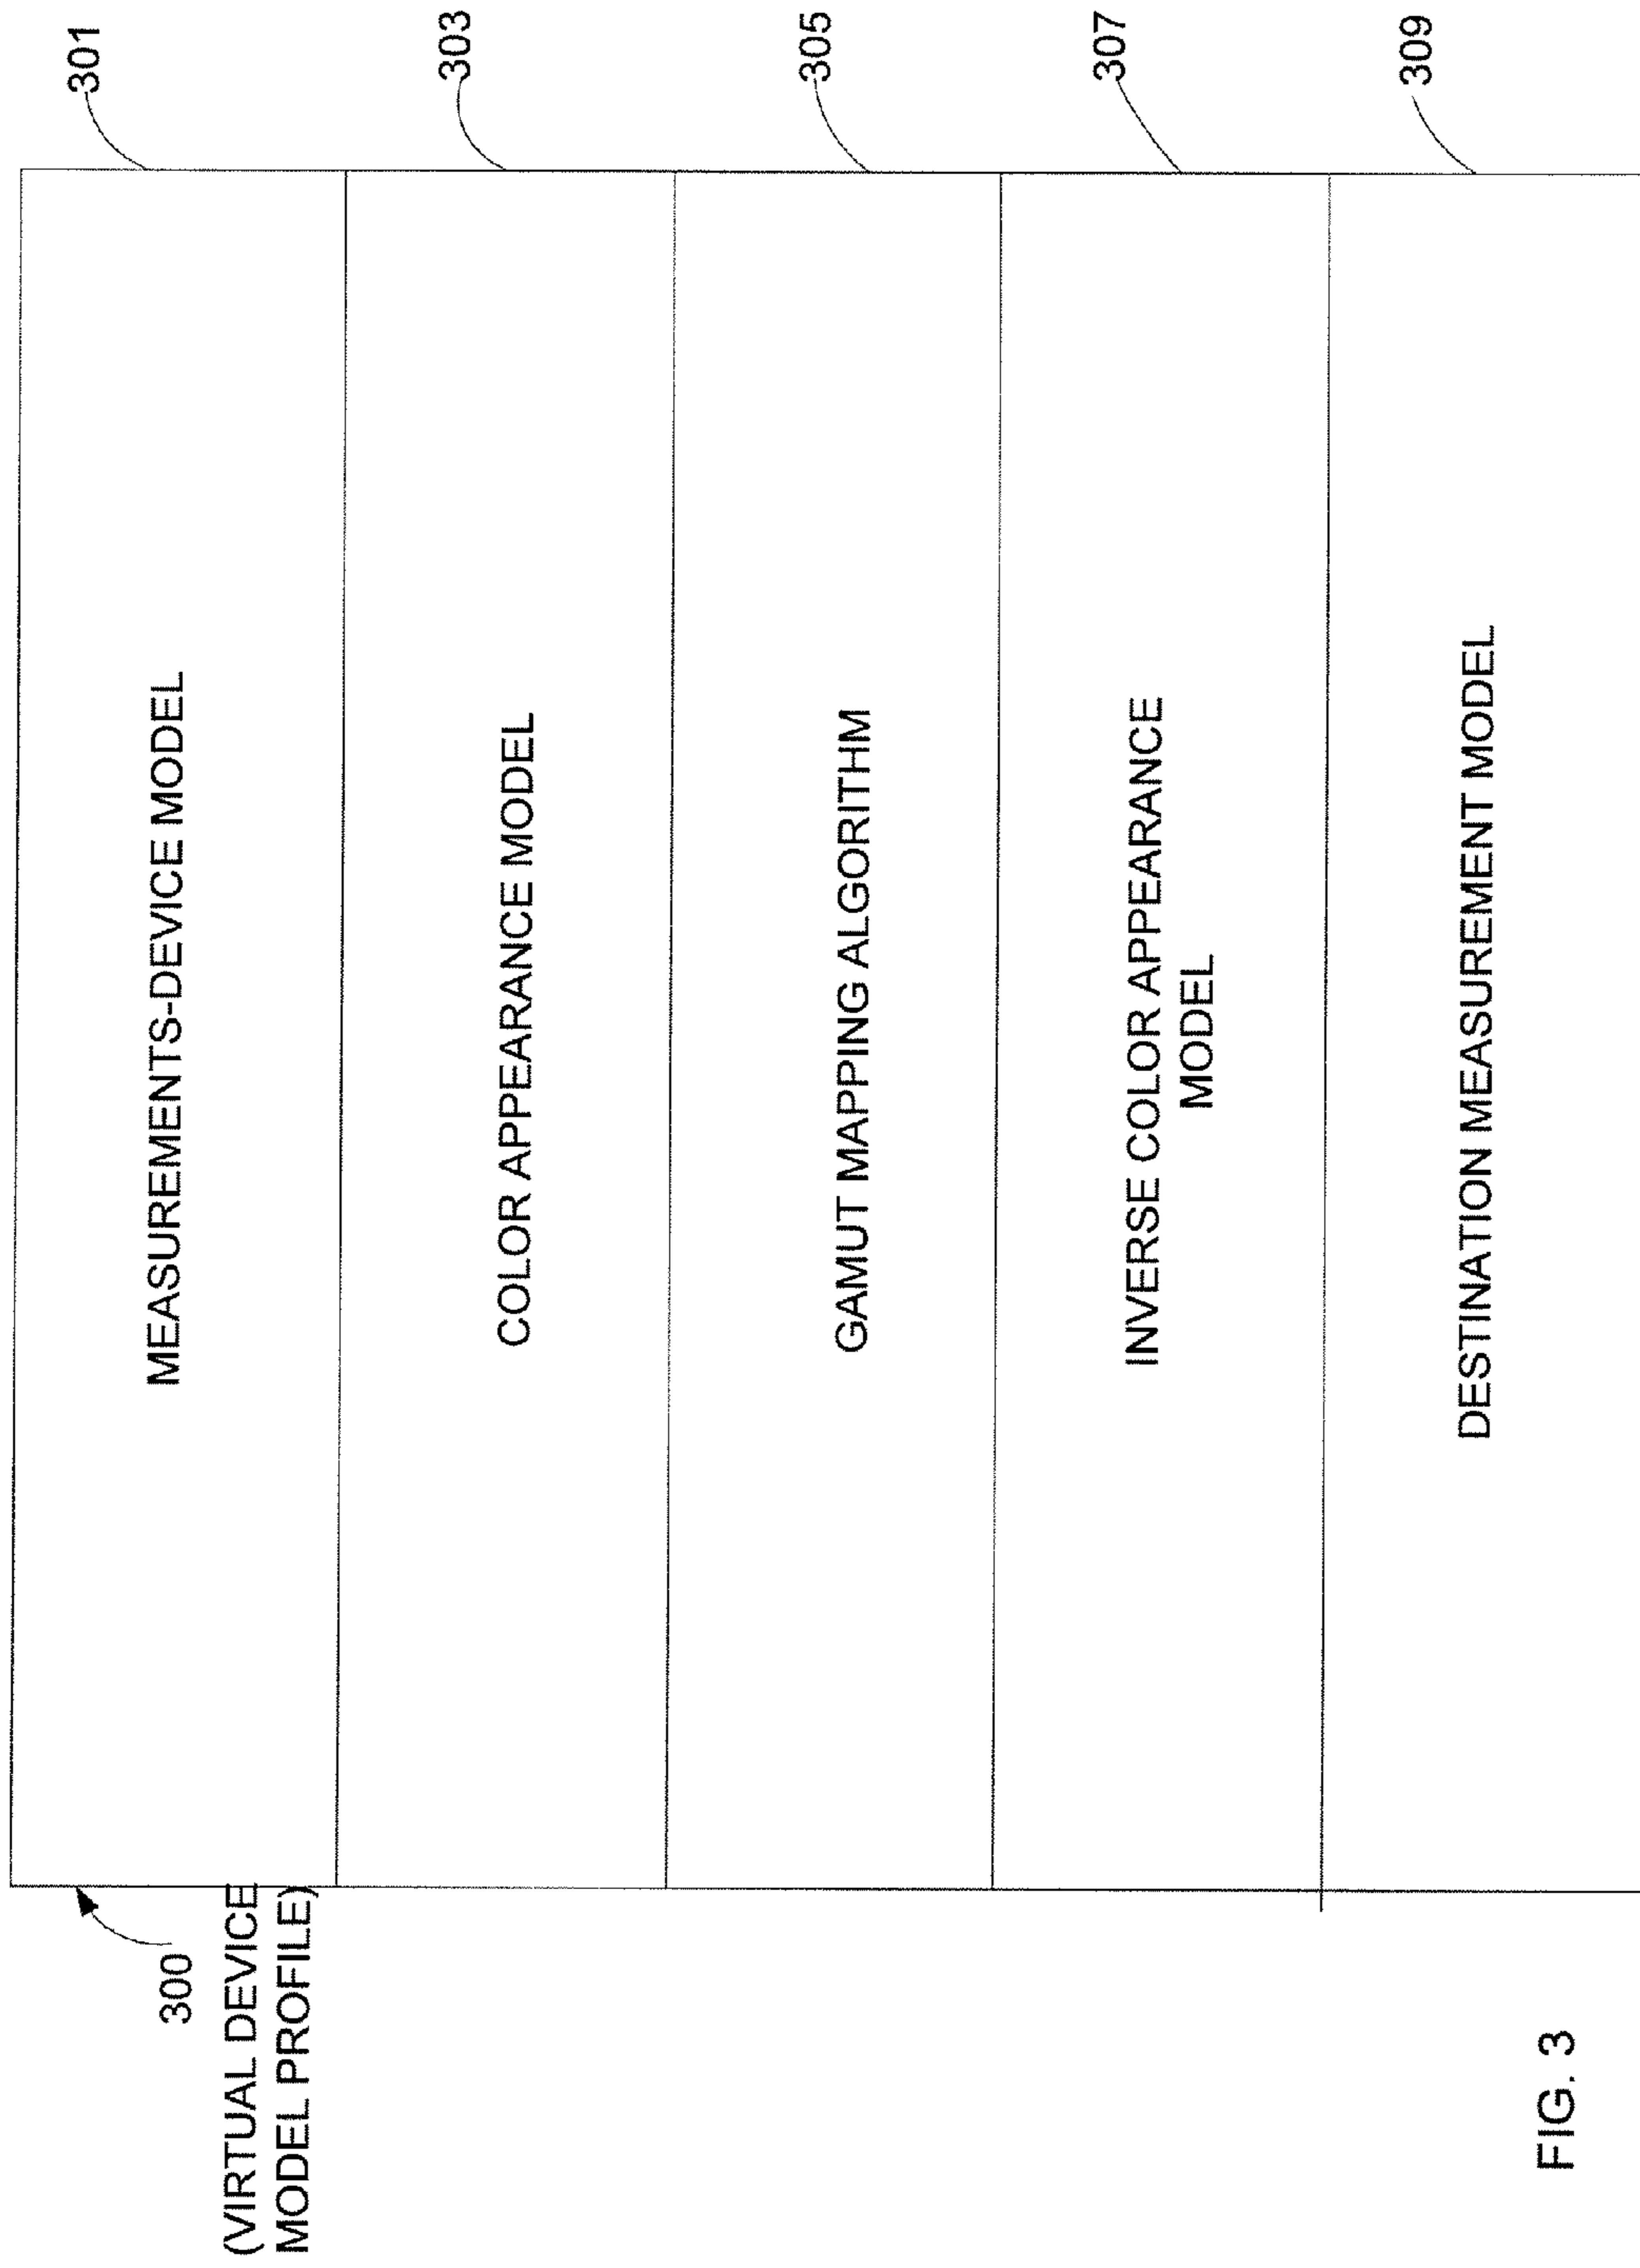 301
MEASUREMENTS-DEVICE MODEL
303
COLOR APPEARANCE MODEL
305
GAMUT MAPPING ALGORITHM
307
INVERSE COLOR APPEARANCE
MODEL
309
DESTINATION MEASUREMENT MODEL
300
(VIRTUAL DEVICE
MODEL PROFILE)
FIG. 3